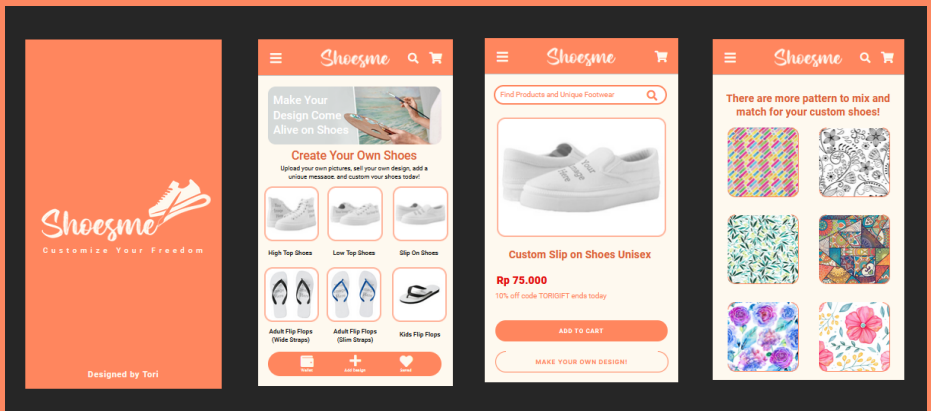 Shoesme
Customize Your Freedom
Designed by Tori
Shoesme
Make Your
Design Come
Alive on Shoes
Create Your Own Shoes
Upload your own pictures, sell your own design, add a
unique message, and custom your shoes today!
High Top Shoes
Low Top Shoes
Slip On Shoes
Adult Flip Flops
(Wide Straps)
Adult Flip Flops
(Slim Straps)
Kids Flip Flops
Add Design
Shoesme
Find Products and Unique Footwear
Your
Image
Here
Custom Slip on Shoes Unisex
Rp 75.000
10% off code TORIGIFT ends today
ADD TO CART
MAKE YOUR OWN DESIGN!
Shoesme
There are more pattern to mix and
match for your custom shoes!